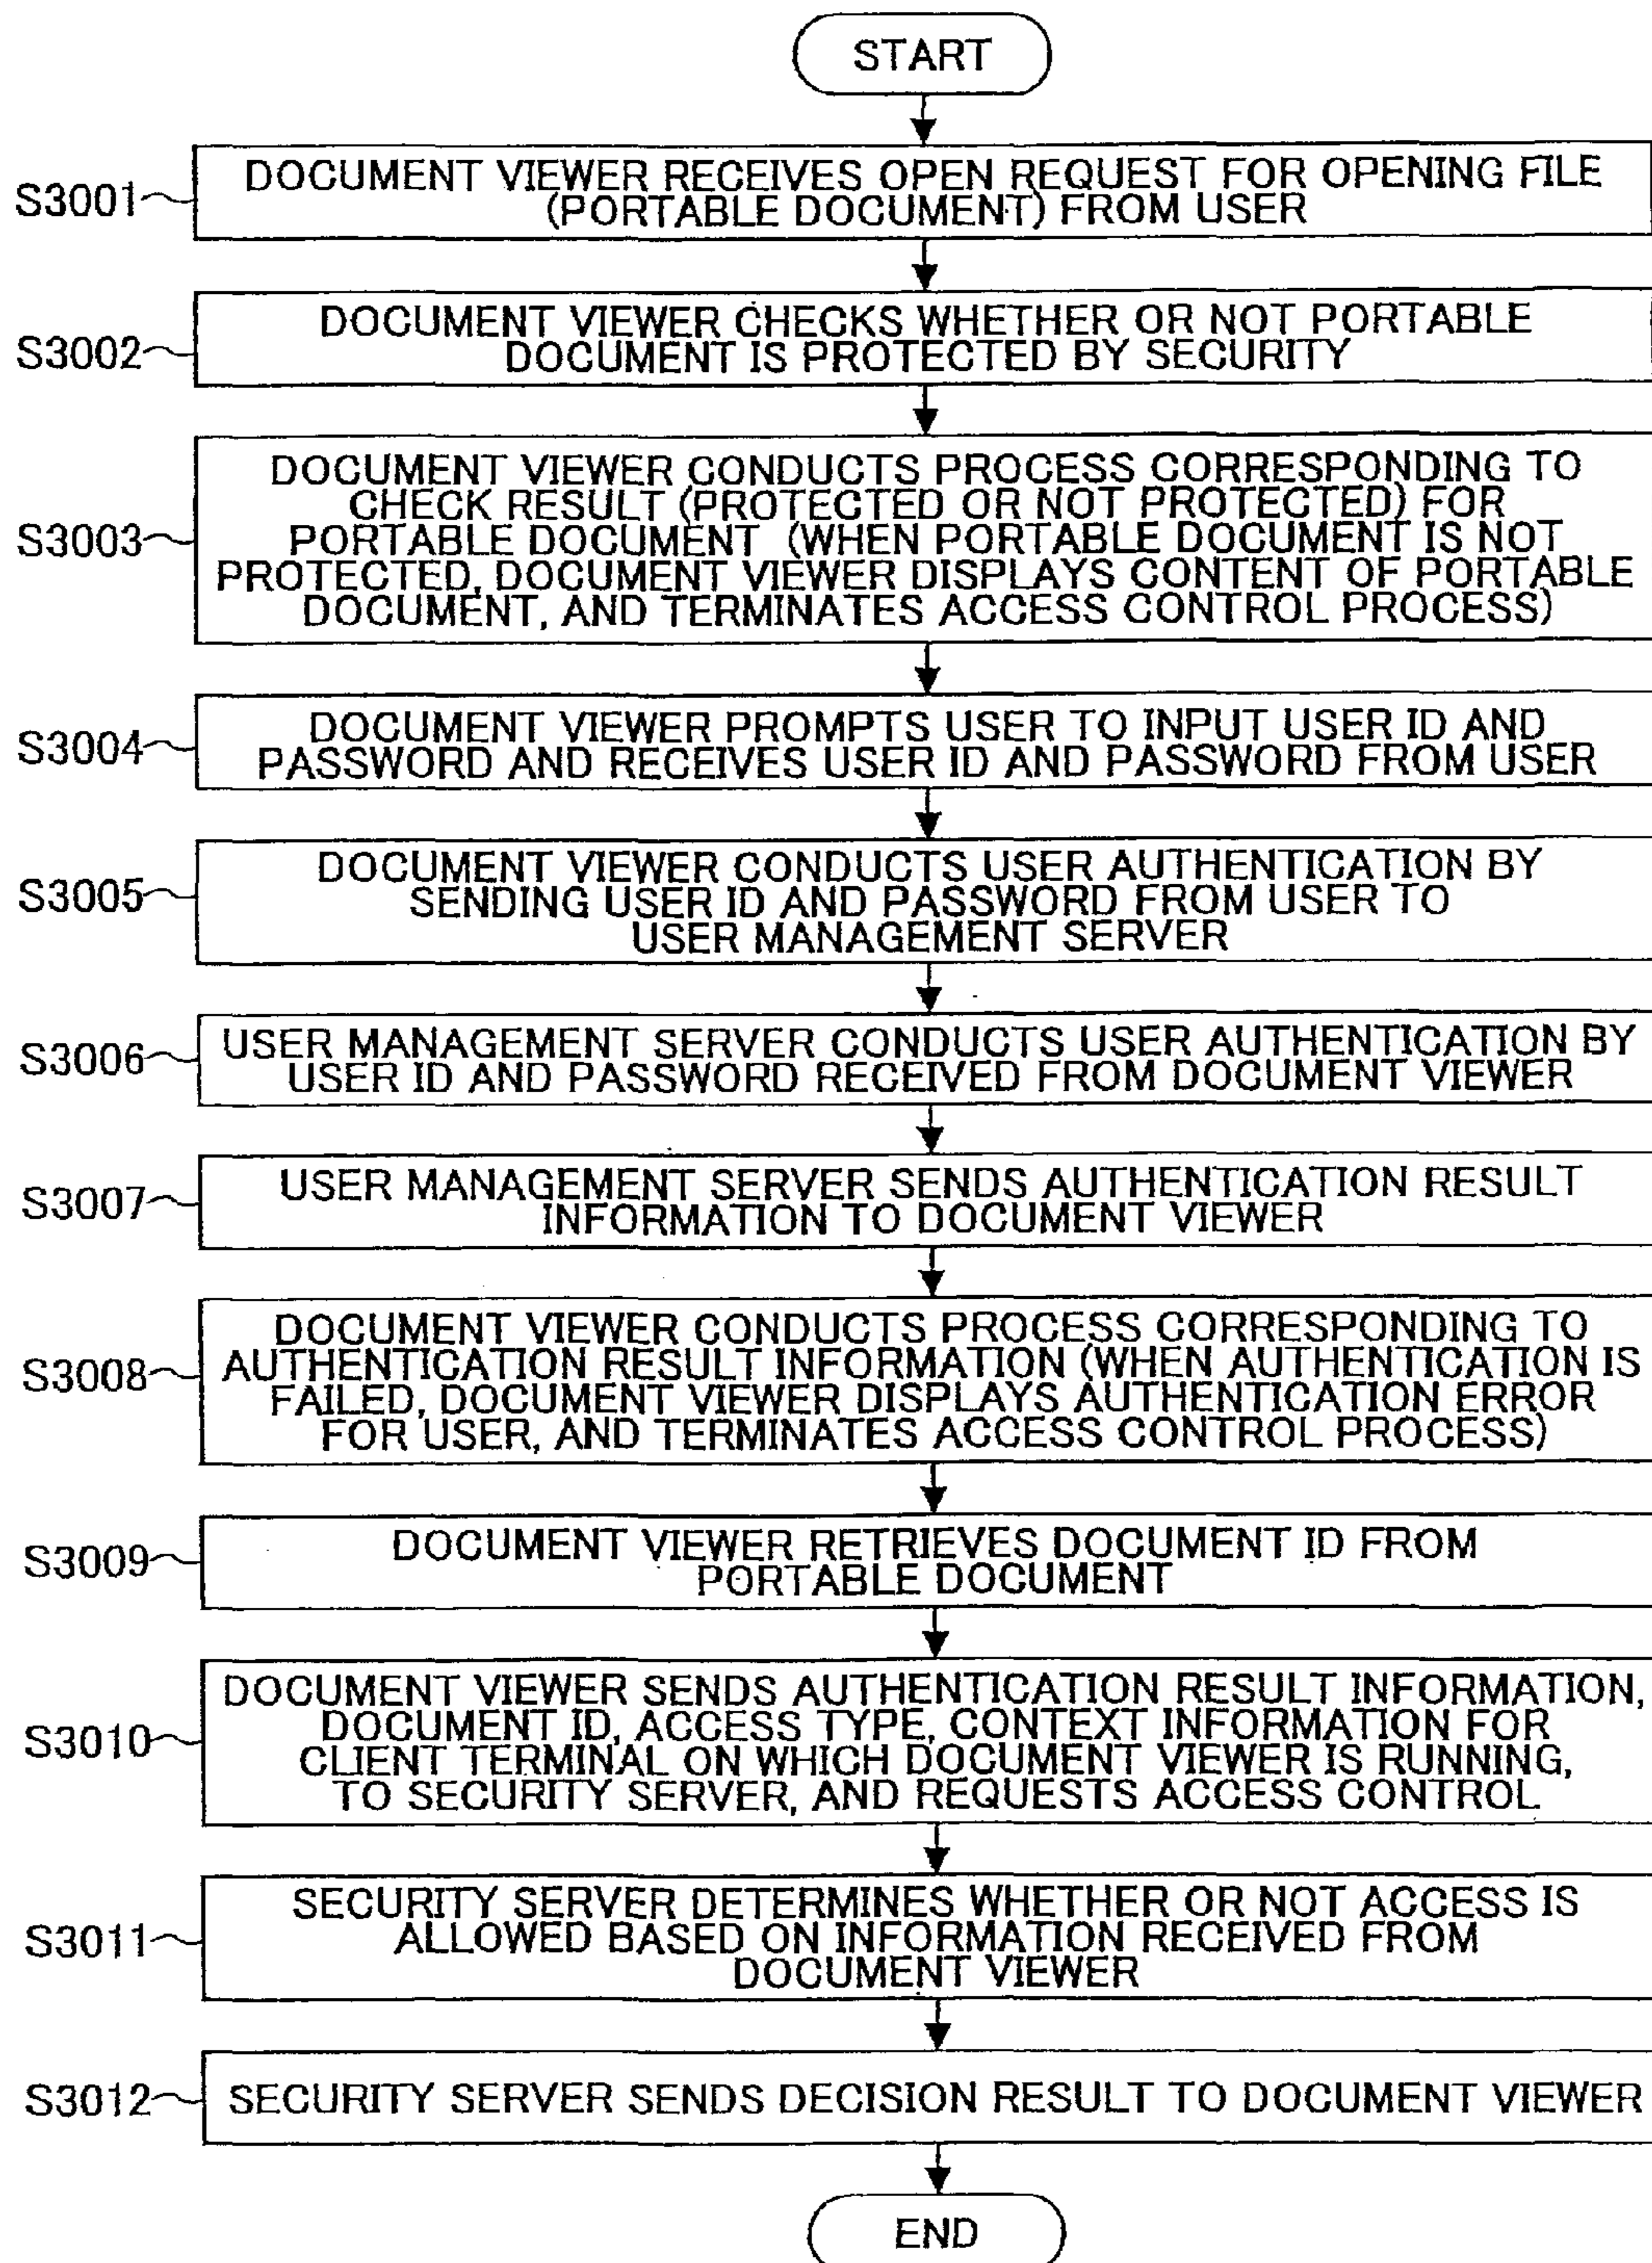 START
S3001
DOCUMENT VIEWER RECEIVES OPEN REQUEST FOR OPENING FILE
(PORTABLE DOCUMENT) FROM USER
S3002
DOCUMENT VIEWER CHECKS WHETHER OR NOT PORTABLE
DOCUMENT IS PROTECTED BY SECURITY
S3003
DOCUMENT VIEWER CONDUCTS PROCESS CORRESPONDING TO
CHECK RESULT (PROTECTED OR NOT PROTECTED) FOR
PORTABLE DOCUMENT (WHEN PORTABLE DOCUMENT IS NOT
PROTECTED, DOCUMENT VIEWER DISPLAYS CONTENT OF PORTABLE
DOCUMENT, AND TERMINATES ACCESS CONTROL PROCESS)
S3004
DOCUMENT VIEWER PROMPTS USER TO INPUT USER ID AND
PASSWORD AND RECEIVES USER ID AND PASSWORD FROM USER
S3005
DOCUMENT VIEWER CONDUCTS USER AUTHENTICATION BY
SENDING USER ID AND PASSWORD FROM USER TO
USER MANAGEMENT SERVER
S3006
USER MANAGEMENT SERVER CONDUCTS USER AUTHENTICATION BY
USER ID AND PASSWORD RECEIVED FROM DOCUMENT VIEWER
S3007
USER MANAGEMENT SERVER SENDS AUTHENTICATION RESULT
INFORMATION TO DOCUMENT VIEWER
S3008
DOCUMENT VIEWER CONDUCTS PROCESS CORRESPONDING TO
AUTHENTICATION RESULT INFORMATION (WHEN AUTHENTICATION IS
FAILED, DOCUMENT VIEWER DISPLAYS AUTHENTICATION ERROR
FOR USER, AND TERMINATES ACCESS CONTROL PROCESS)
S3009
DOCUMENT VIEWER RETRIEVES DOCUMENT ID FROM
PORTABLE DOCUMENT
S3010
DOCUMENT VIEWER SENDS AUTHENTICATION RESULT INFORMATION,
DOCUMENT ID, ACCESS TYPE, CONTEXT INFORMATION FOR
CLIENT TERMINAL ON WHICH DOCUMENT VIEWER IS RUNNING,
TO SECURITY SERVER, AND REQUESTS ACCESS CONTROL
S3011
SECURITY SERVER DETERMINES WHETHER OR NOT ACCESS IS
ALLOWED BASED ON INFORMATION RECEIVED FROM
DOCUMENT VIEWER
S3012
SECURITY SERVER SENDS DECISION RESULT TO DOCUMENT VIEWER
END